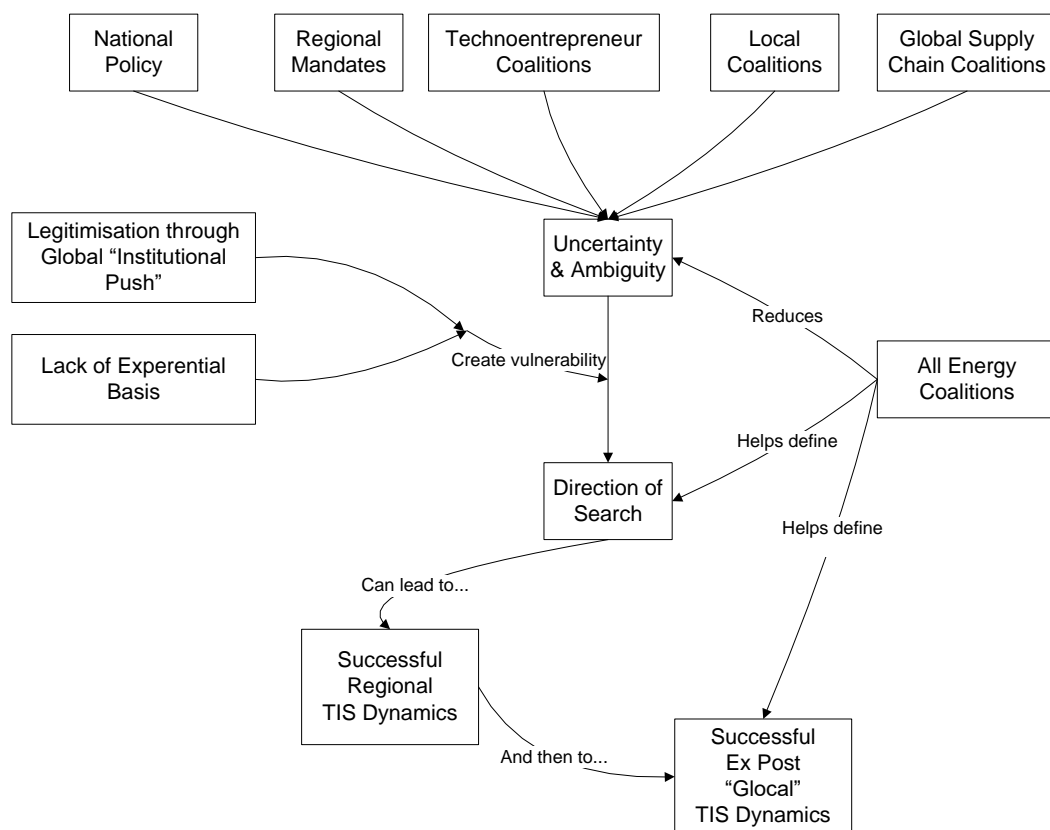 National
Policy
Regional
Mandates
Technoentrepreneur
Coalitions
Local
Coalitions
Global Supply
Chain Coalitions
Legitimisation through
Global “Institutional
Push”
Uncertainty
& Ambiguity
Reduces
Lack of Experential
Basis
Create vulnerability
All Energy
Coalitions
Helps define
Direction of
Search
Helps define
Can lead to...
Successful
Regional
TIS Dynamics
And then to...
Successful
Ex Post
“Glocal”
TIS Dynamics